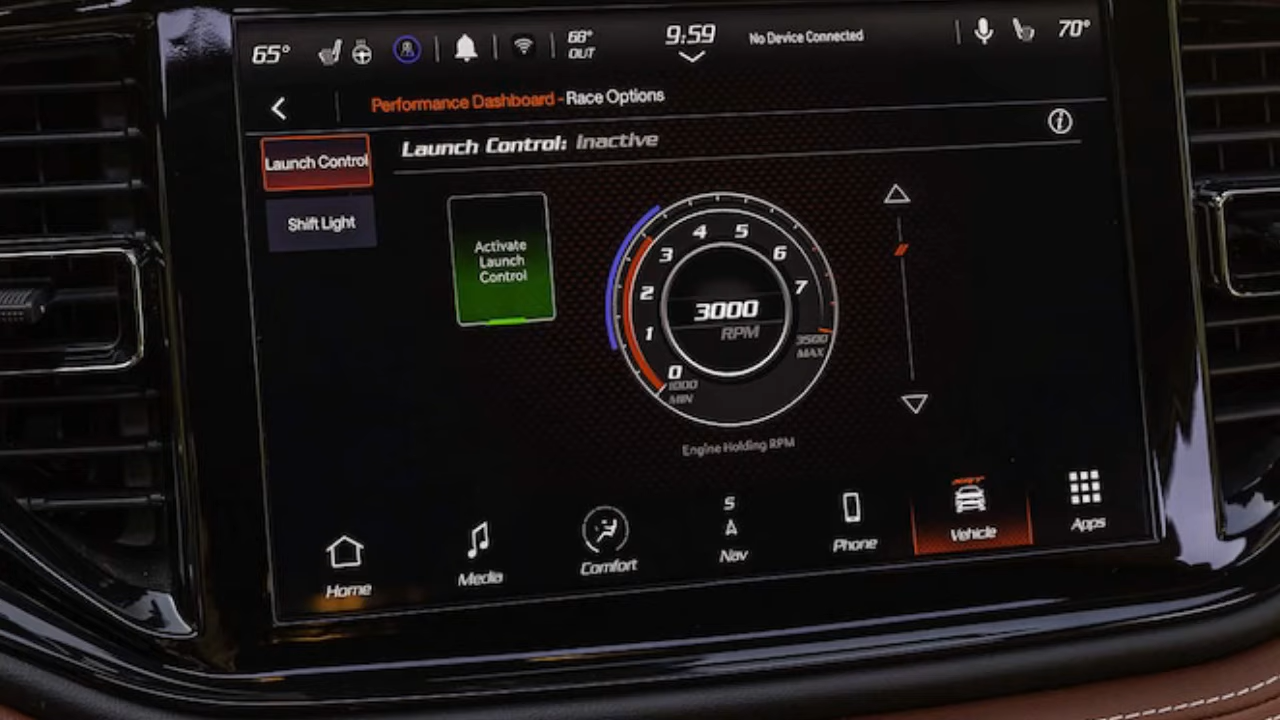 65°
68°
OUT
9:59
No Device Connected
70°
Performance Dashboard - Race Options
Launch Control: Inactive
Launch Control
Shift Light
Activate
Launch
Control
0
1
2
3
4
5
6
7
3000
RPM
1000
MIN
3500
MAX
Engine Holding RPM
Home
Media
Comfort
S
Nav
Phone
Vehicle
Apps